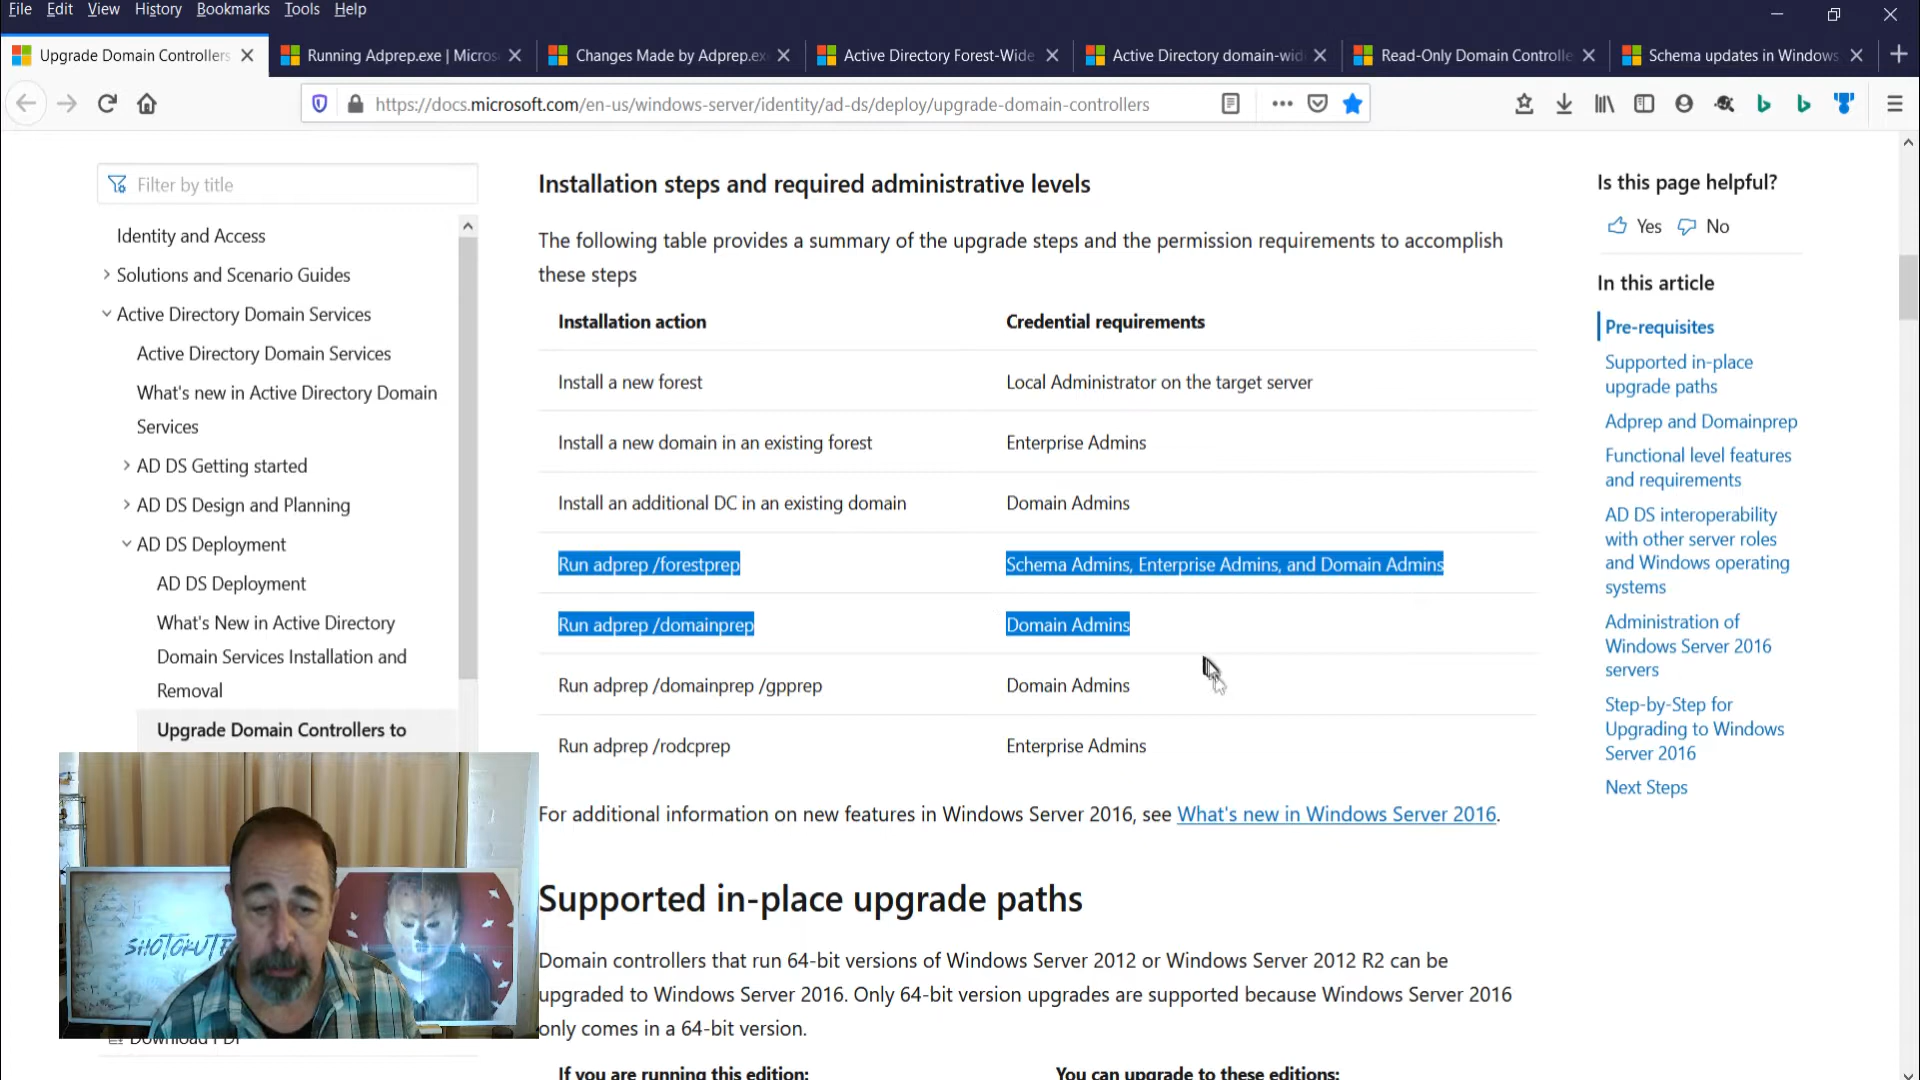 File Edit View History Bookmarks Tools Help
Upgrade Domain Controllers
Running Adprep.exe | Micros
Changes Made by Adprep.ex
Active Directory Forest-Wide
Active Directory domain-wid
Read-Only Domain Controlle
Schema updates in Windows
https://docs.microsoft.com/en-us/windows-server/identity/ad-ds/deploy/upgrade-domain-controllers
Filter by title
Identity and Access
Solutions and Scenario Guides
Active Directory Domain Services
Active Directory Domain Services
What's new in Active Directory Domain
Services
AD DS Getting started
AD DS Design and Planning
AD DS Deployment
AD DS Deployment
What's New in Active Directory
Domain Services Installation and
Removal
Upgrade Domain Controllers to
Download PDF
Installation steps and required administrative levels
The following table provides a summary of the upgrade steps and the permission requirements to accomplish
these steps
Installation action Credential requirements
Install a new forest Local Administrator on the target server
Install a new domain in an existing forest Enterprise Admins
Install an additional DC in an existing domain Domain Admins
Run adprep /forestprep Schema Admins, Enterprise Admins, and Domain Admins
Run adprep /domainprep Domain Admins
Run adprep /domainprep /gpprep Domain Admins
Run adprep /rodcprep Enterprise Admins
For additional information on new features in Windows Server 2016, see What's new in Windows Server 2016.
Supported in-place upgrade paths
Domain controllers that run 64-bit versions of Windows Server 2012 or Windows Server 2012 R2 can be
upgraded to Windows Server 2016. Only 64-bit version upgrades are supported because Windows Server 2016
only comes in a 64-bit version.
If you are running this edition: You can upgrade to these editions:
Is this page helpful?
Yes No
In this article
Pre-requisites
Supported in-place
upgrade paths
Adprep and Domainprep
Functional level features
and requirements
AD DS interoperability
with other server roles
and Windows operating
systems
Administration of
Windows Server 2016
servers
Step-by-Step for
Upgrading to Windows
Server 2016
Next Steps